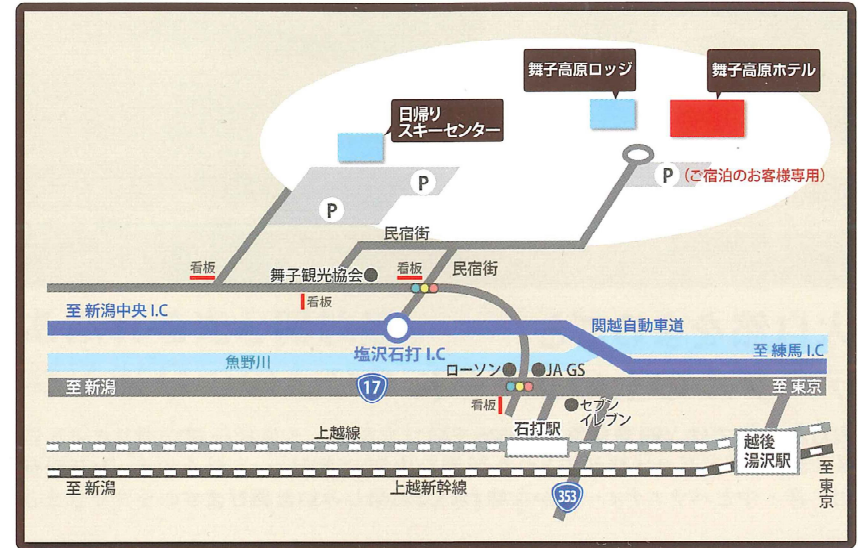 舞子高原ロッジ
舞子高原ホテル
日帰り
スキーセンター
P
P
P
(ご宿泊のお客様専用)
民宿街
看板
舞子観光協会
看板
民宿街
看板
至 新潟中央 I.C
関越自動車道
塩沢石打 I.C
至 練馬 I.C
魚野川
ローソン
JA GS
至 新潟
17
至 東京
看板
セブン
イレブン
上越線
石打駅
越後
湯沢駅
至 新潟
上越新幹線
353
至 東京